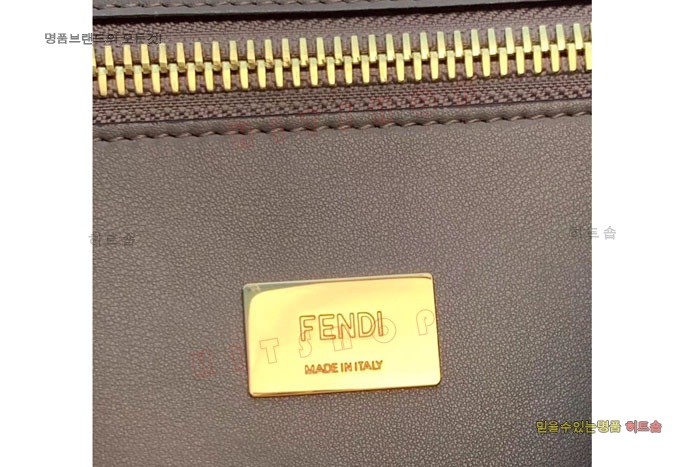 명품브랜드의 모든것!
히트숍
히트숍
FENDI
MADE IN ITALY
믿을수있는명품 히트숍